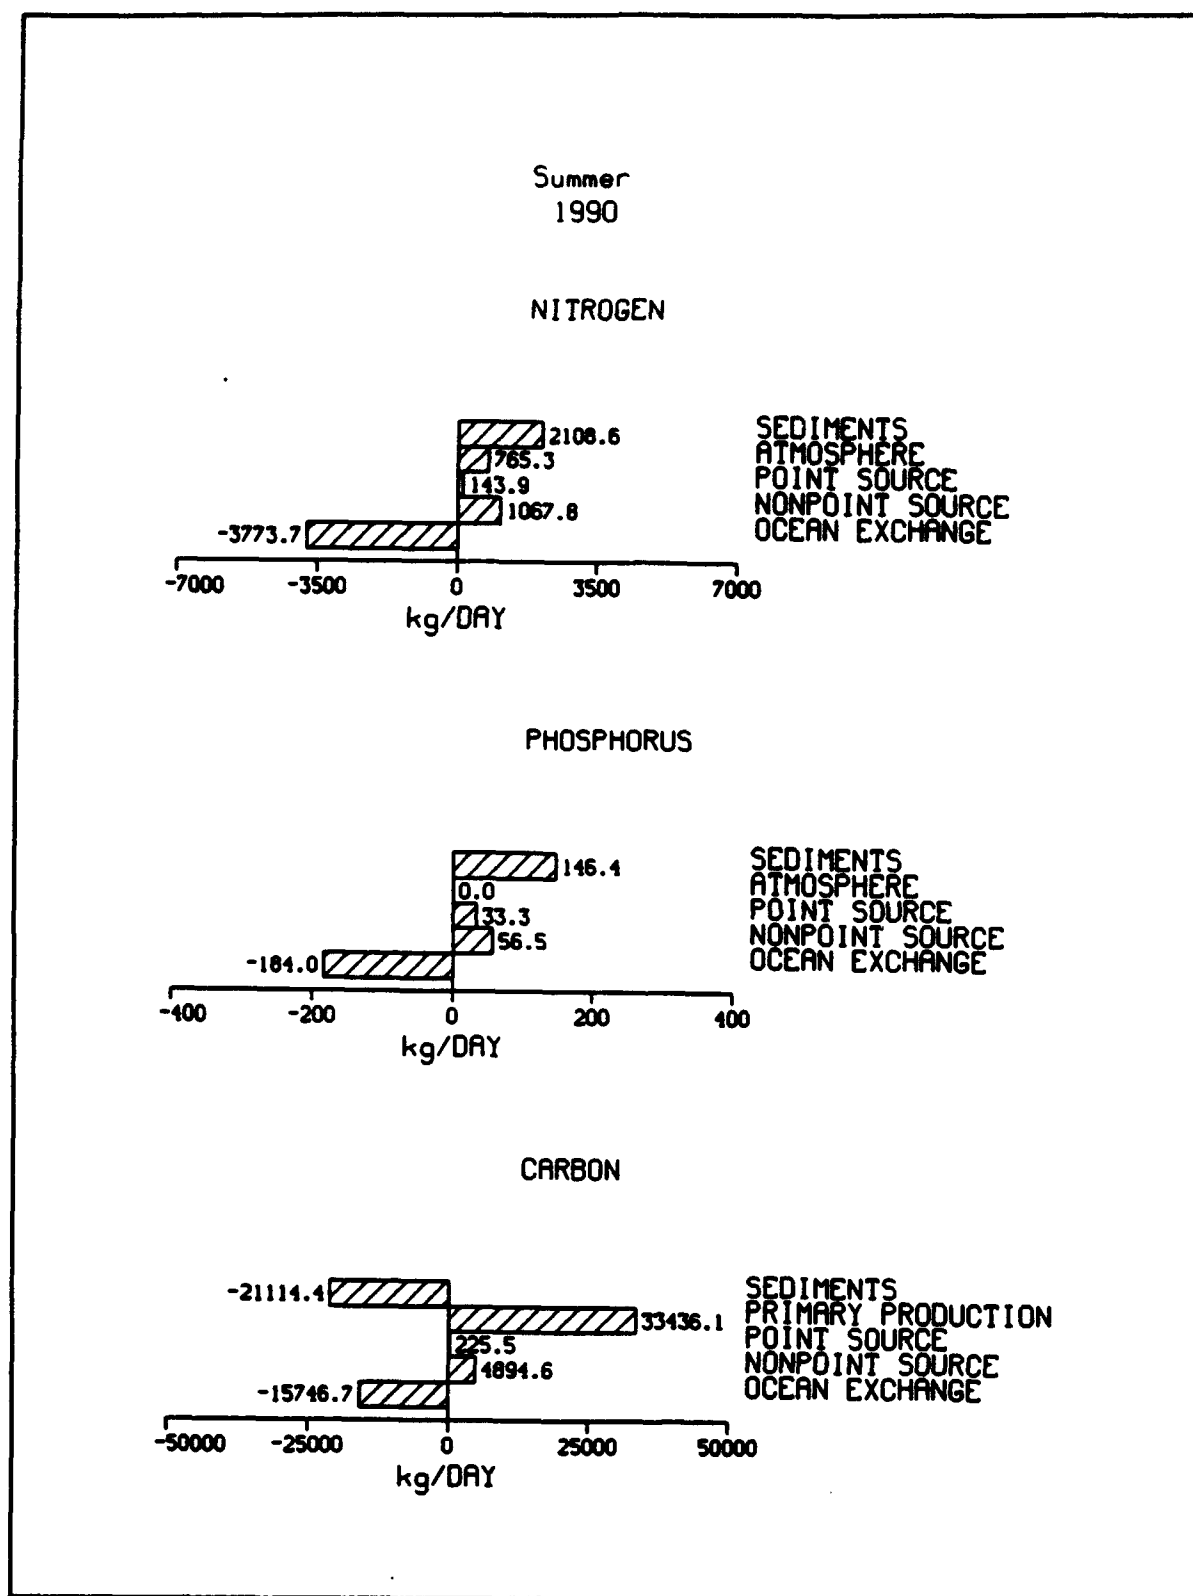 Summer
1990
NITROGEN
2108.6 SEDIMENTS
765.3 ATMOSPHERE
143.9 POINT SOURCE
1067.8 NONPOINT SOURCE
-3773.7 OCEAN EXCHANGE
-7000 -3500 0 3500 7000
kg/DAY
PHOSPHORUS
146.4 SEDIMENTS
0.0 ATMOSPHERE
33.3 POINT SOURCE
56.5 NONPOINT SOURCE
-184.0 OCEAN EXCHANGE
-400 -200 0 200 400
kg/DAY
CARBON
-21114.4 SEDIMENTS
33436.1 PRIMARY PRODUCTION
225.5 POINT SOURCE
4894.6 NONPOINT SOURCE
-15746.7 OCEAN EXCHANGE
-50000 -25000 0 25000 50000
kg/DAY